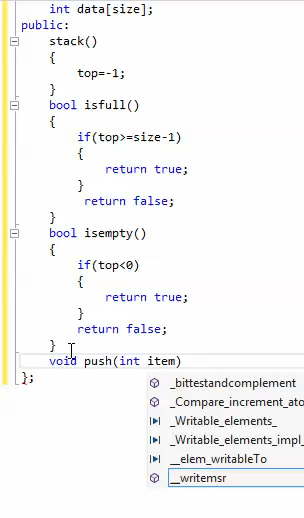 int data[size];
public:
stack()
{
top=-1;
}
bool isfull()
{
if(top>=size-1)
{
return true;
}
return false;
}
bool isempty()
{
if(top<0)
{
return true;
}
return false;
}
void push(int item)
};
_bittestandcomplement
_Compare_increment_ato
_Writable_elements_
_Writable_elements_impl_
__elem_writableTo
__writemsr